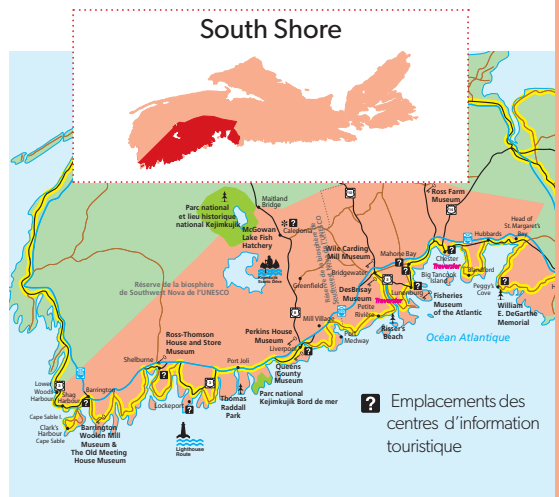 South Shore
Ross Farm
Museum
Maitland
Bridge
Parc national
et lieu historique
national Kejimkujik
McGowan
Lake Fish
Hatchery
Caledonia
Wile Carding
Mill Museum
Mahone Bay
Chester
Hubbards
Head of
St. Margaret's
Bay
Blandford
Big Tancook
Island
Peggy's
Cove
Bridgewater
Greenfield
DesBrisay
Museum
Lunenburg
Fisheries
Museum
of the Atlantic
William
E. DeGarthe
Memorial
Réserve de la biosphère
de Southwest Nova de l'UNESCO
Mill Village
Petite
Rivière
Risser's
Beach
Port
Medway
Océan Atlantique
Ross-Thomson
House and Store
Museum
Perkins House
Museum
Liverpool
Queens
County
Museum
Shelburne
Port Joli
Thomas
Raddall
Park
Parc national
Kejimkujik Bord de mer
Lockeport
Lighthouse
Route
Lower
Woods
Harbour
Shag
Harbour
Barrington
Cape Sable I.
Clark's
Harbour
Cape Sable
Barrington
Woolen Mill
Museum &
The Old Meeting
House Museum
? Emplacements des
centres d'information
touristique